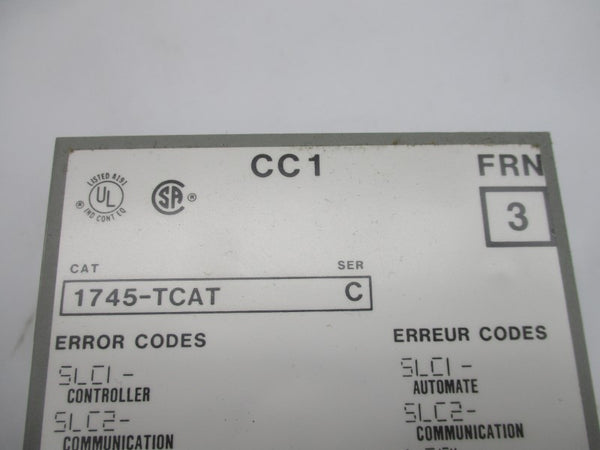 CC1
FRN
3
LISTED A191
UL
®
IND CONT EQ
SA ®
CAT
SER
1745-TCAT
C
ERROR CODES
SLC1-
CONTROLLER
SLC2-
COMMUNICATION
ERREUR CODES
SLC1-
AUTOMATE
SLC2-
COMMUNICATION